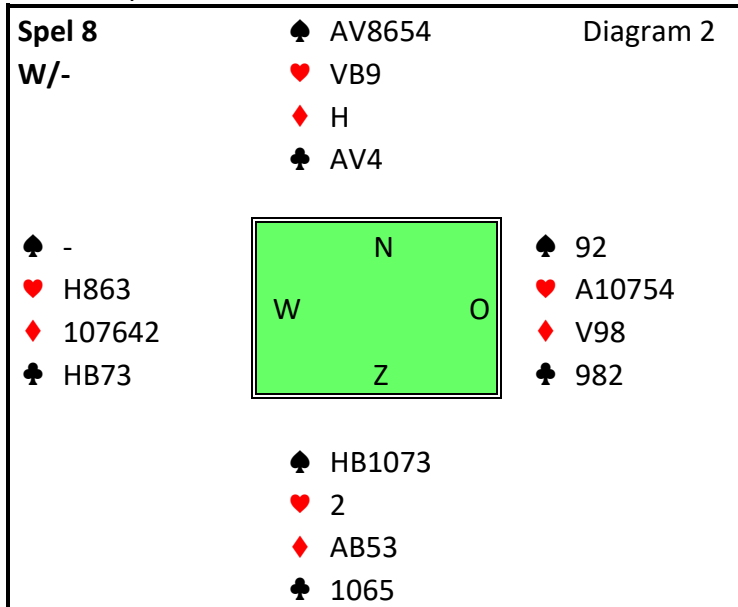 Spel 8 ♠ AV8654 Diagram 2
W/- ♥ VB9
♦ H
♣ AV4
♠ - N ♠ 92
♥ H863 ♥ A10754
W O
♦ 107642 ♦ V98
♣ HB73 Z ♣ 982
♠ HB1073
♥ 2
♦ AB53
♣ 1065